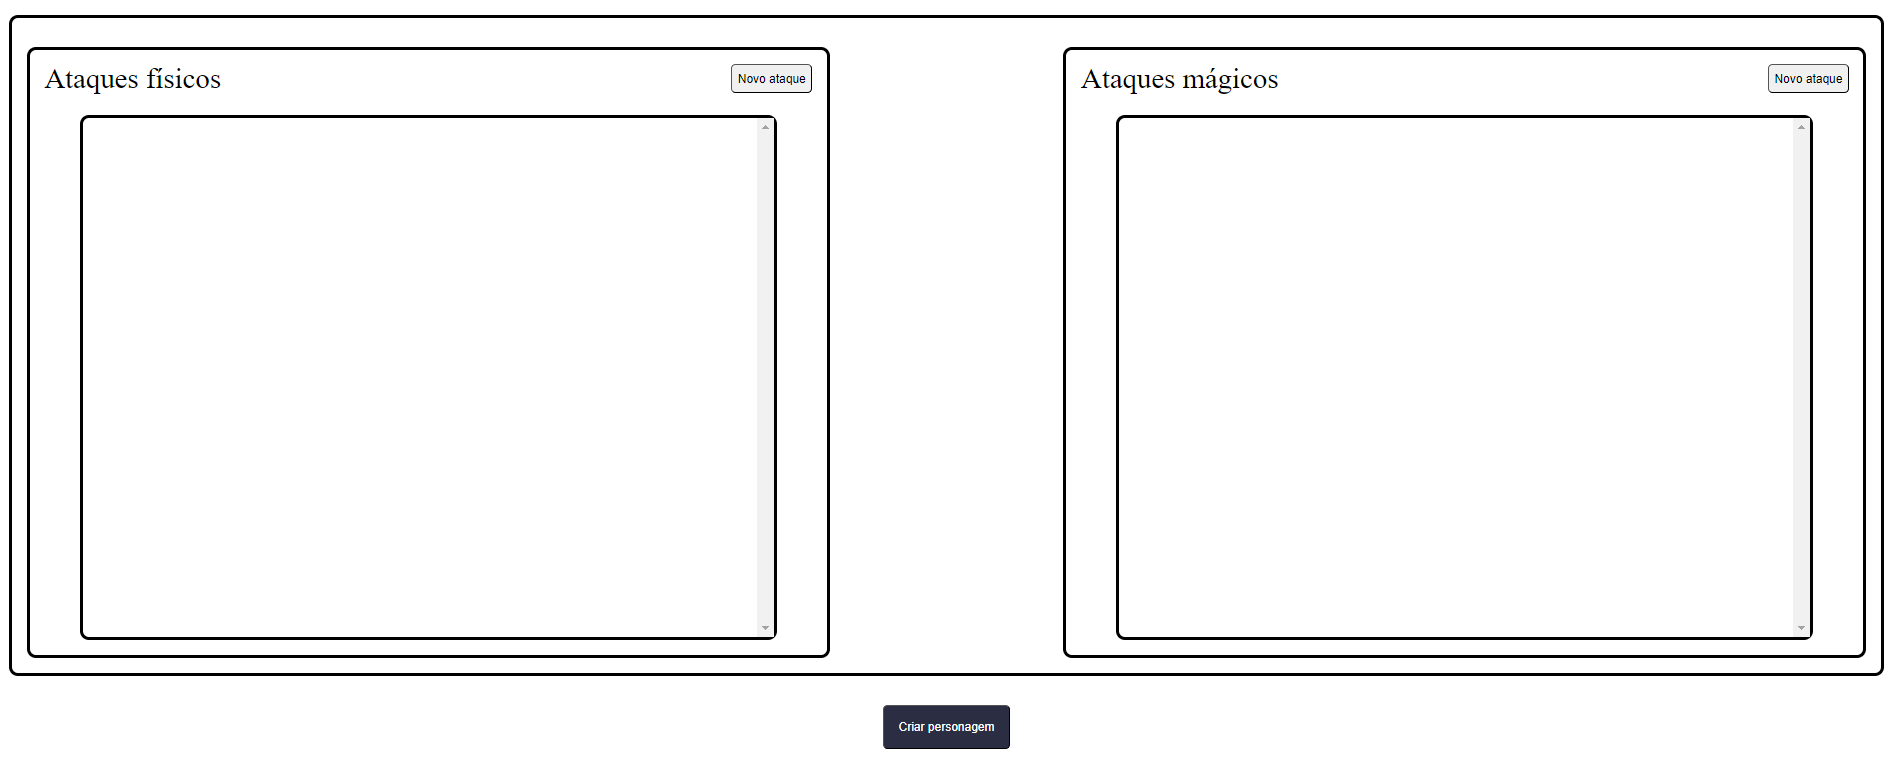 Ataques físicos
Novo ataque
Ataques mágicos
Novo ataque
Criar personagem